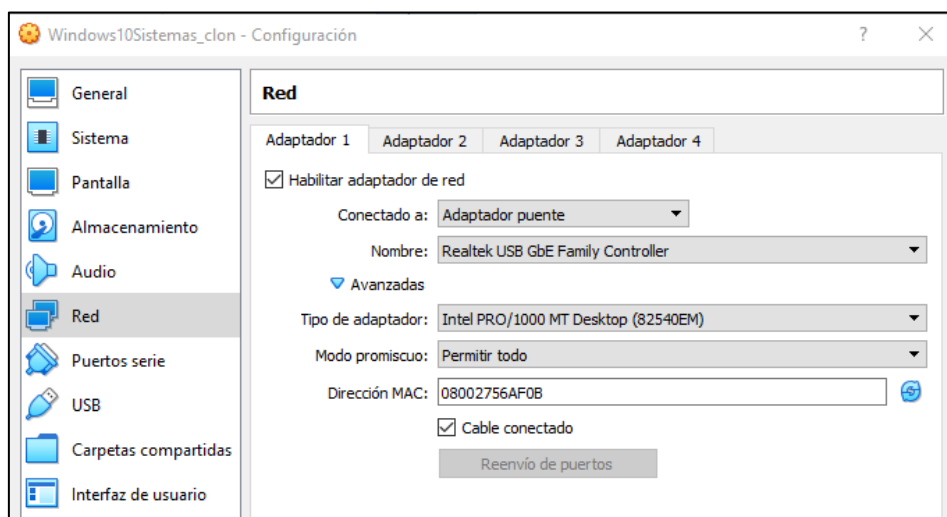 Windows10Sistemas_clon - Configuración ? ×
General
Sistema
Pantalla
Almacenamiento
Audio
Red
Puertos serie
USB
Carpetas compartidas
Interfaz de usuario
Red
Adaptador 1 Adaptador 2 Adaptador 3 Adaptador 4
Habilitar adaptador de red
Conectado a: Adaptador puente
Nombre: Realtek USB GbE Family Controller
Avanzadas
Tipo de adaptador: Intel PRO/1000 MT Desktop (82540EM)
Modo promiscuo: Permitir todo
Dirección MAC: 08002756AF0B
Cable conectado
Reenvío de puertos